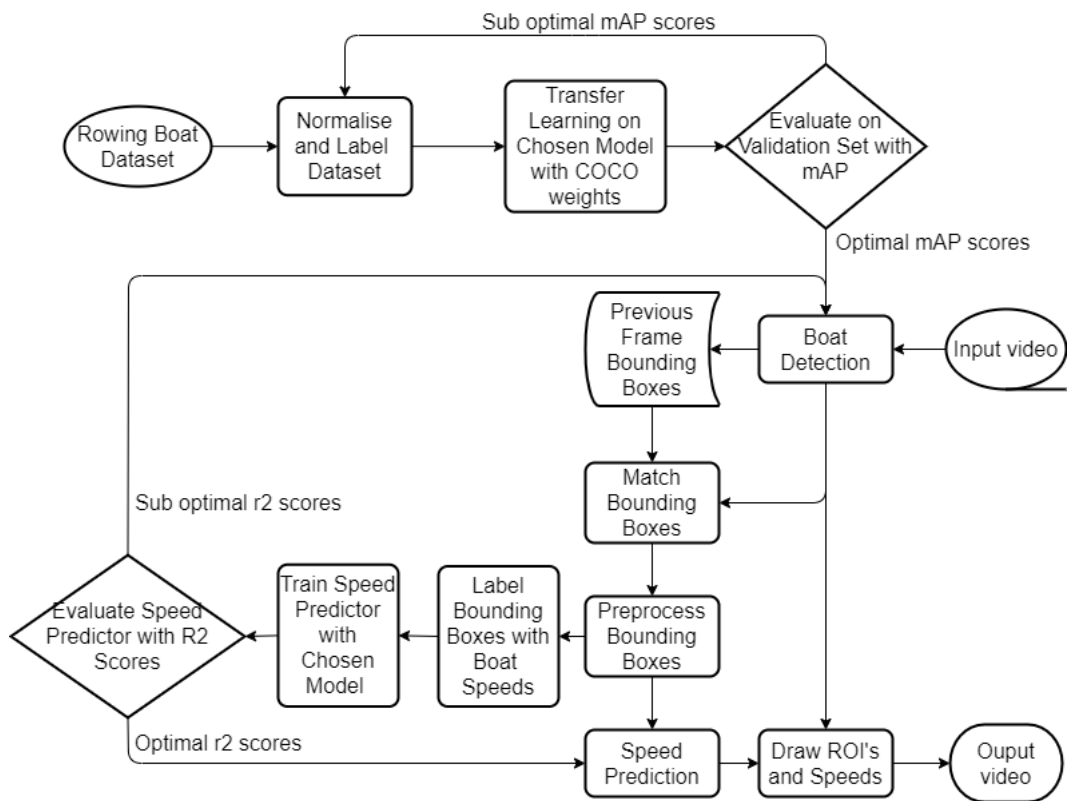 Sub optimal mAP scores
Rowing Boat
Dataset
Normalise
and Label
Dataset
Transfer
Learning on
Chosen Model
with COCO
weights
Evaluate on
Validation Set with
mAP
Optimal mAP scores
Previous
Frame
Bounding
Boxes
Boat
Detection
Input video
Match
Bounding
Boxes
Sub optimal r2 scores
Evaluate Speed
Predictor with R2
Scores
Train Speed
Predictor
with
Chosen
Model
Label
Bounding
Boxes with
Boat
Speeds
Preprocess
Bounding
Boxes
Optimal r2 scores
Speed
Prediction
Draw ROI's
and Speeds
Ouput
video